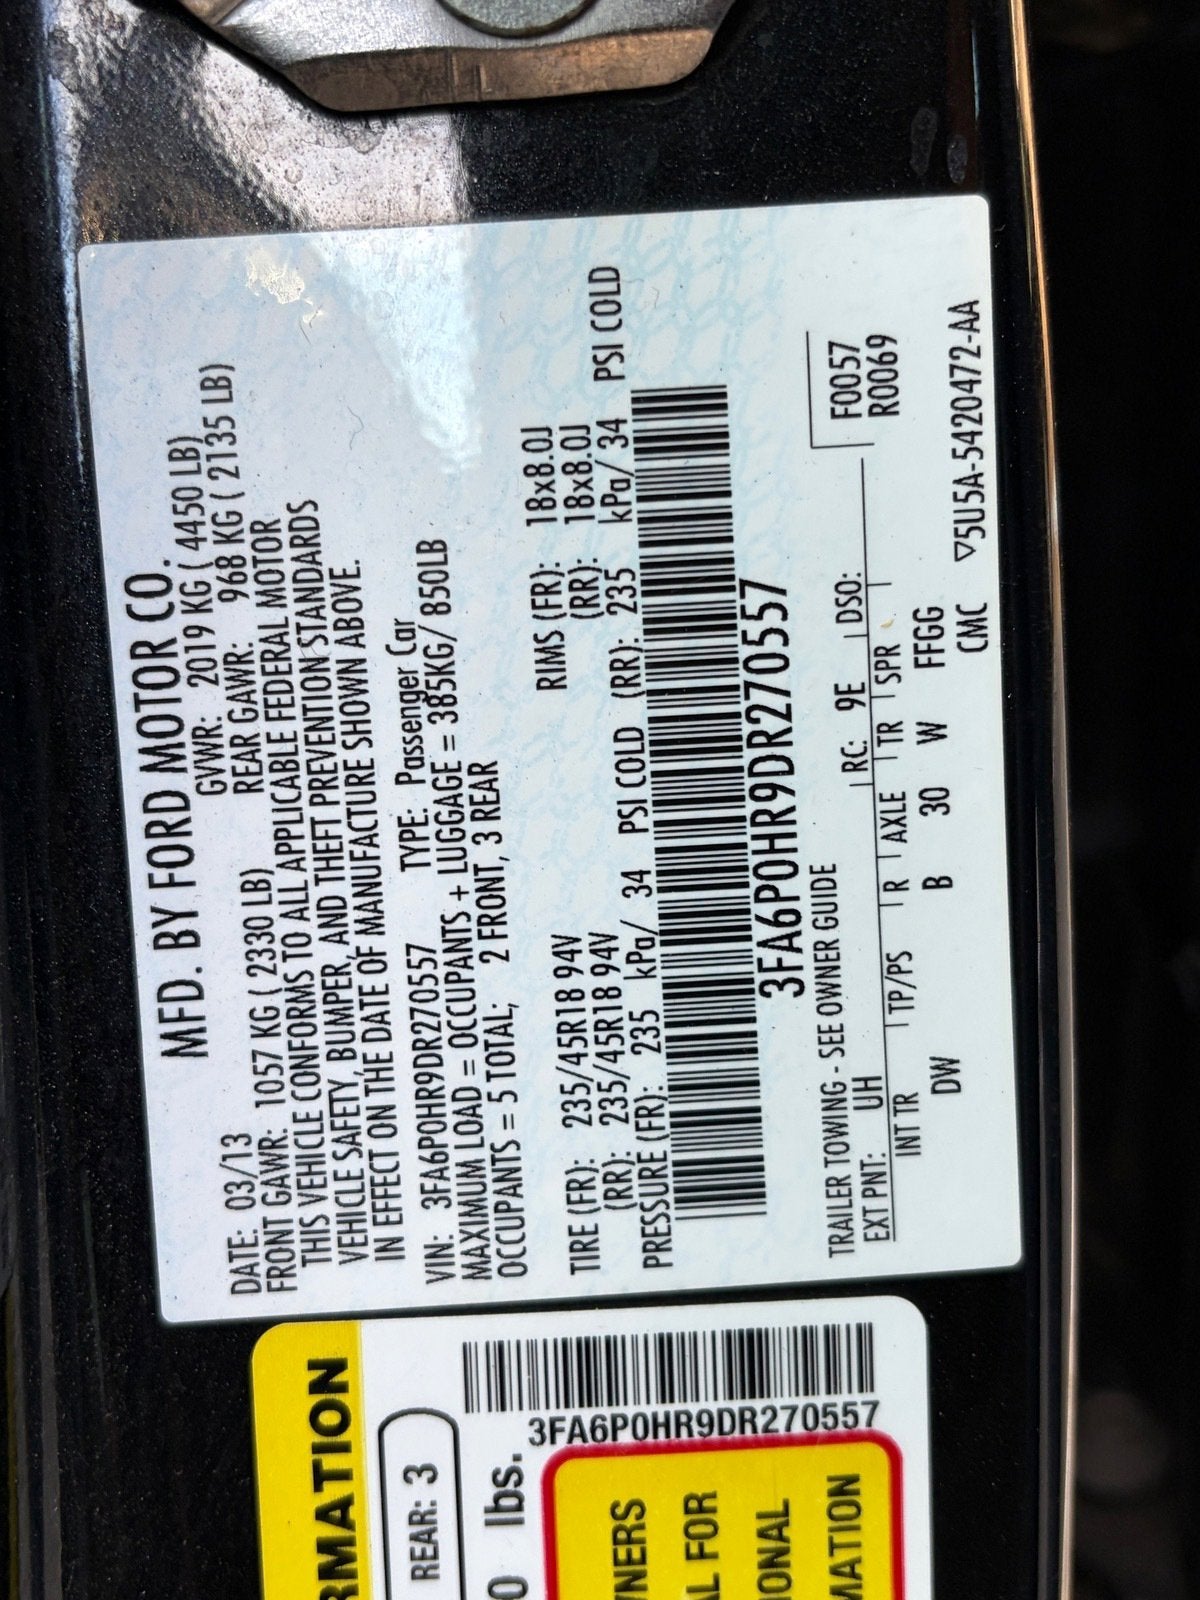 MFD. BY FORD MOTOR CO.
DATE: 03/13 GVWR: 2019 KG ( 4450 LB)
FRONT GAWR: 1057 KG ( 2330 LB) REAR GAWR: 968 KG ( 2135 LB)
THIS VEHICLE CONFORMS TO ALL APPLICABLE FEDERAL MOTOR
VEHICLE SAFETY, BUMPER, AND THEFT PREVENTION STANDARDS
IN EFFECT ON THE DATE OF MANUFACTURE SHOWN ABOVE.
VIN: 3FA6P0HR9DR270557 TYPE: Passenger Car
MAXIMUM LOAD = OCCUPANTS + LUGGAGE = 385KG/ 850LB
OCCUPANTS = 5 TOTAL; 2 FRONT, 3 REAR
TIRE (FR): 235/45R18 94V RIMS (FR): 18x8.0J
(RR): 235/45R18 94V (RR): 18x8.0J
PRESSURE (FR): 235 kPa/ 34 PSI COLD (RR): 235 kPa/ 34 PSI COLD
3FA6P0HR9DR270557
TRAILER TOWING - SEE OWNER GUIDE
EXT PNT: UH RC: 9E DSO: F0057
R0069
INT TR TP/PS R AXLE TR SPR
DW B 30 W FFGG
CMC ▽5U5A-5420472-AA
RMATION
REAR: 3
0 lbs.
3FA6P0HR9DR270557
WNERS
AL FOR
IONAL
MATION